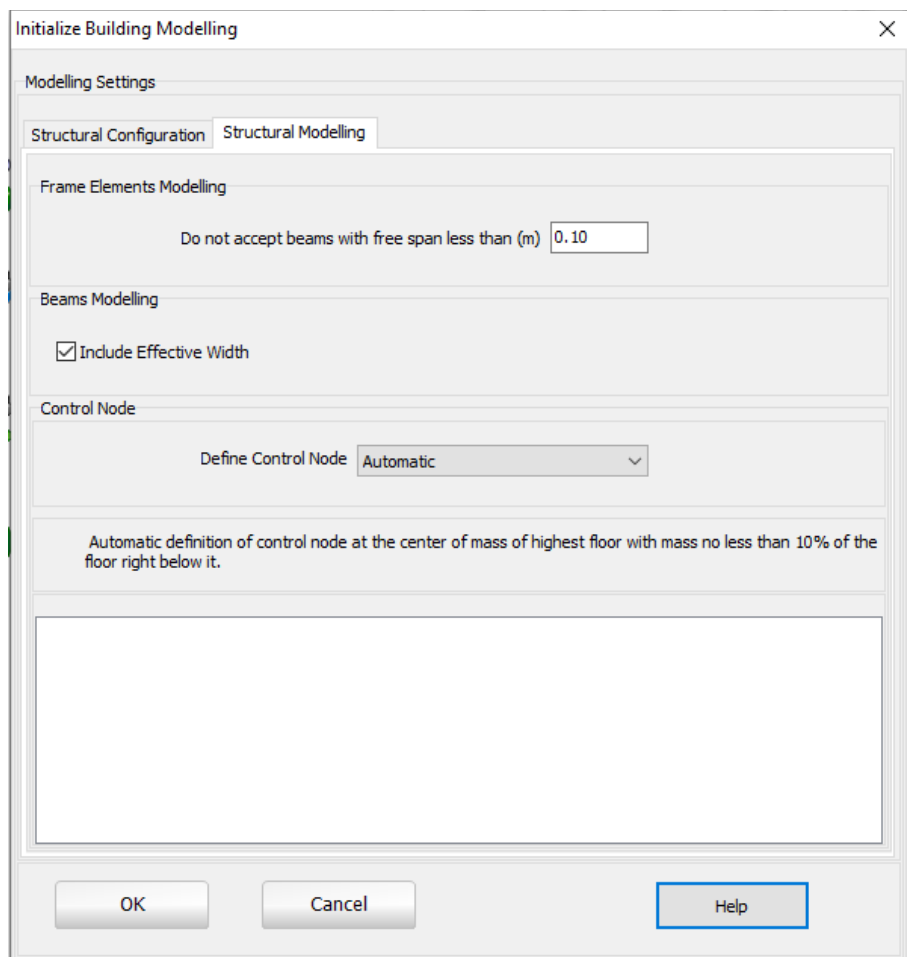 Initialize Building Modelling
Modelling Settings
Structural Configuration
Structural Modelling
Frame Elements Modelling
Do not accept beams with free span less than (m) 0.10
Beams Modelling
Include Effective Width
Control Node
Define Control Node Automatic
Automatic definition of control node at the center of mass of highest floor with mass no less than 10% of the
floor right below it.
OK
Cancel
Help